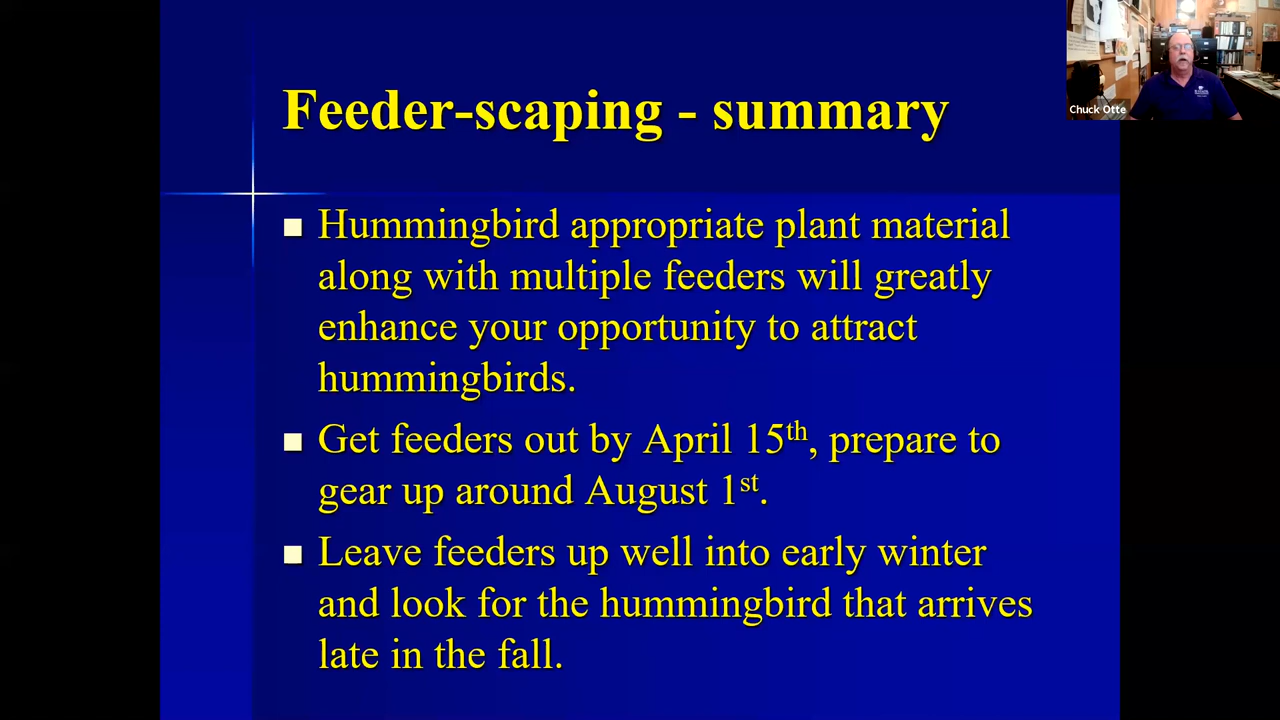 Feeder-scaping - summary
Chuck Otte
Hummingbird appropriate plant material
along with multiple feeders will greatly
enhance your opportunity to attract
hummingbirds.
Get feeders out by April 15th, prepare to
gear up around August 1st.
Leave feeders up well into early winter
and look for the hummingbird that arrives
late in the fall.